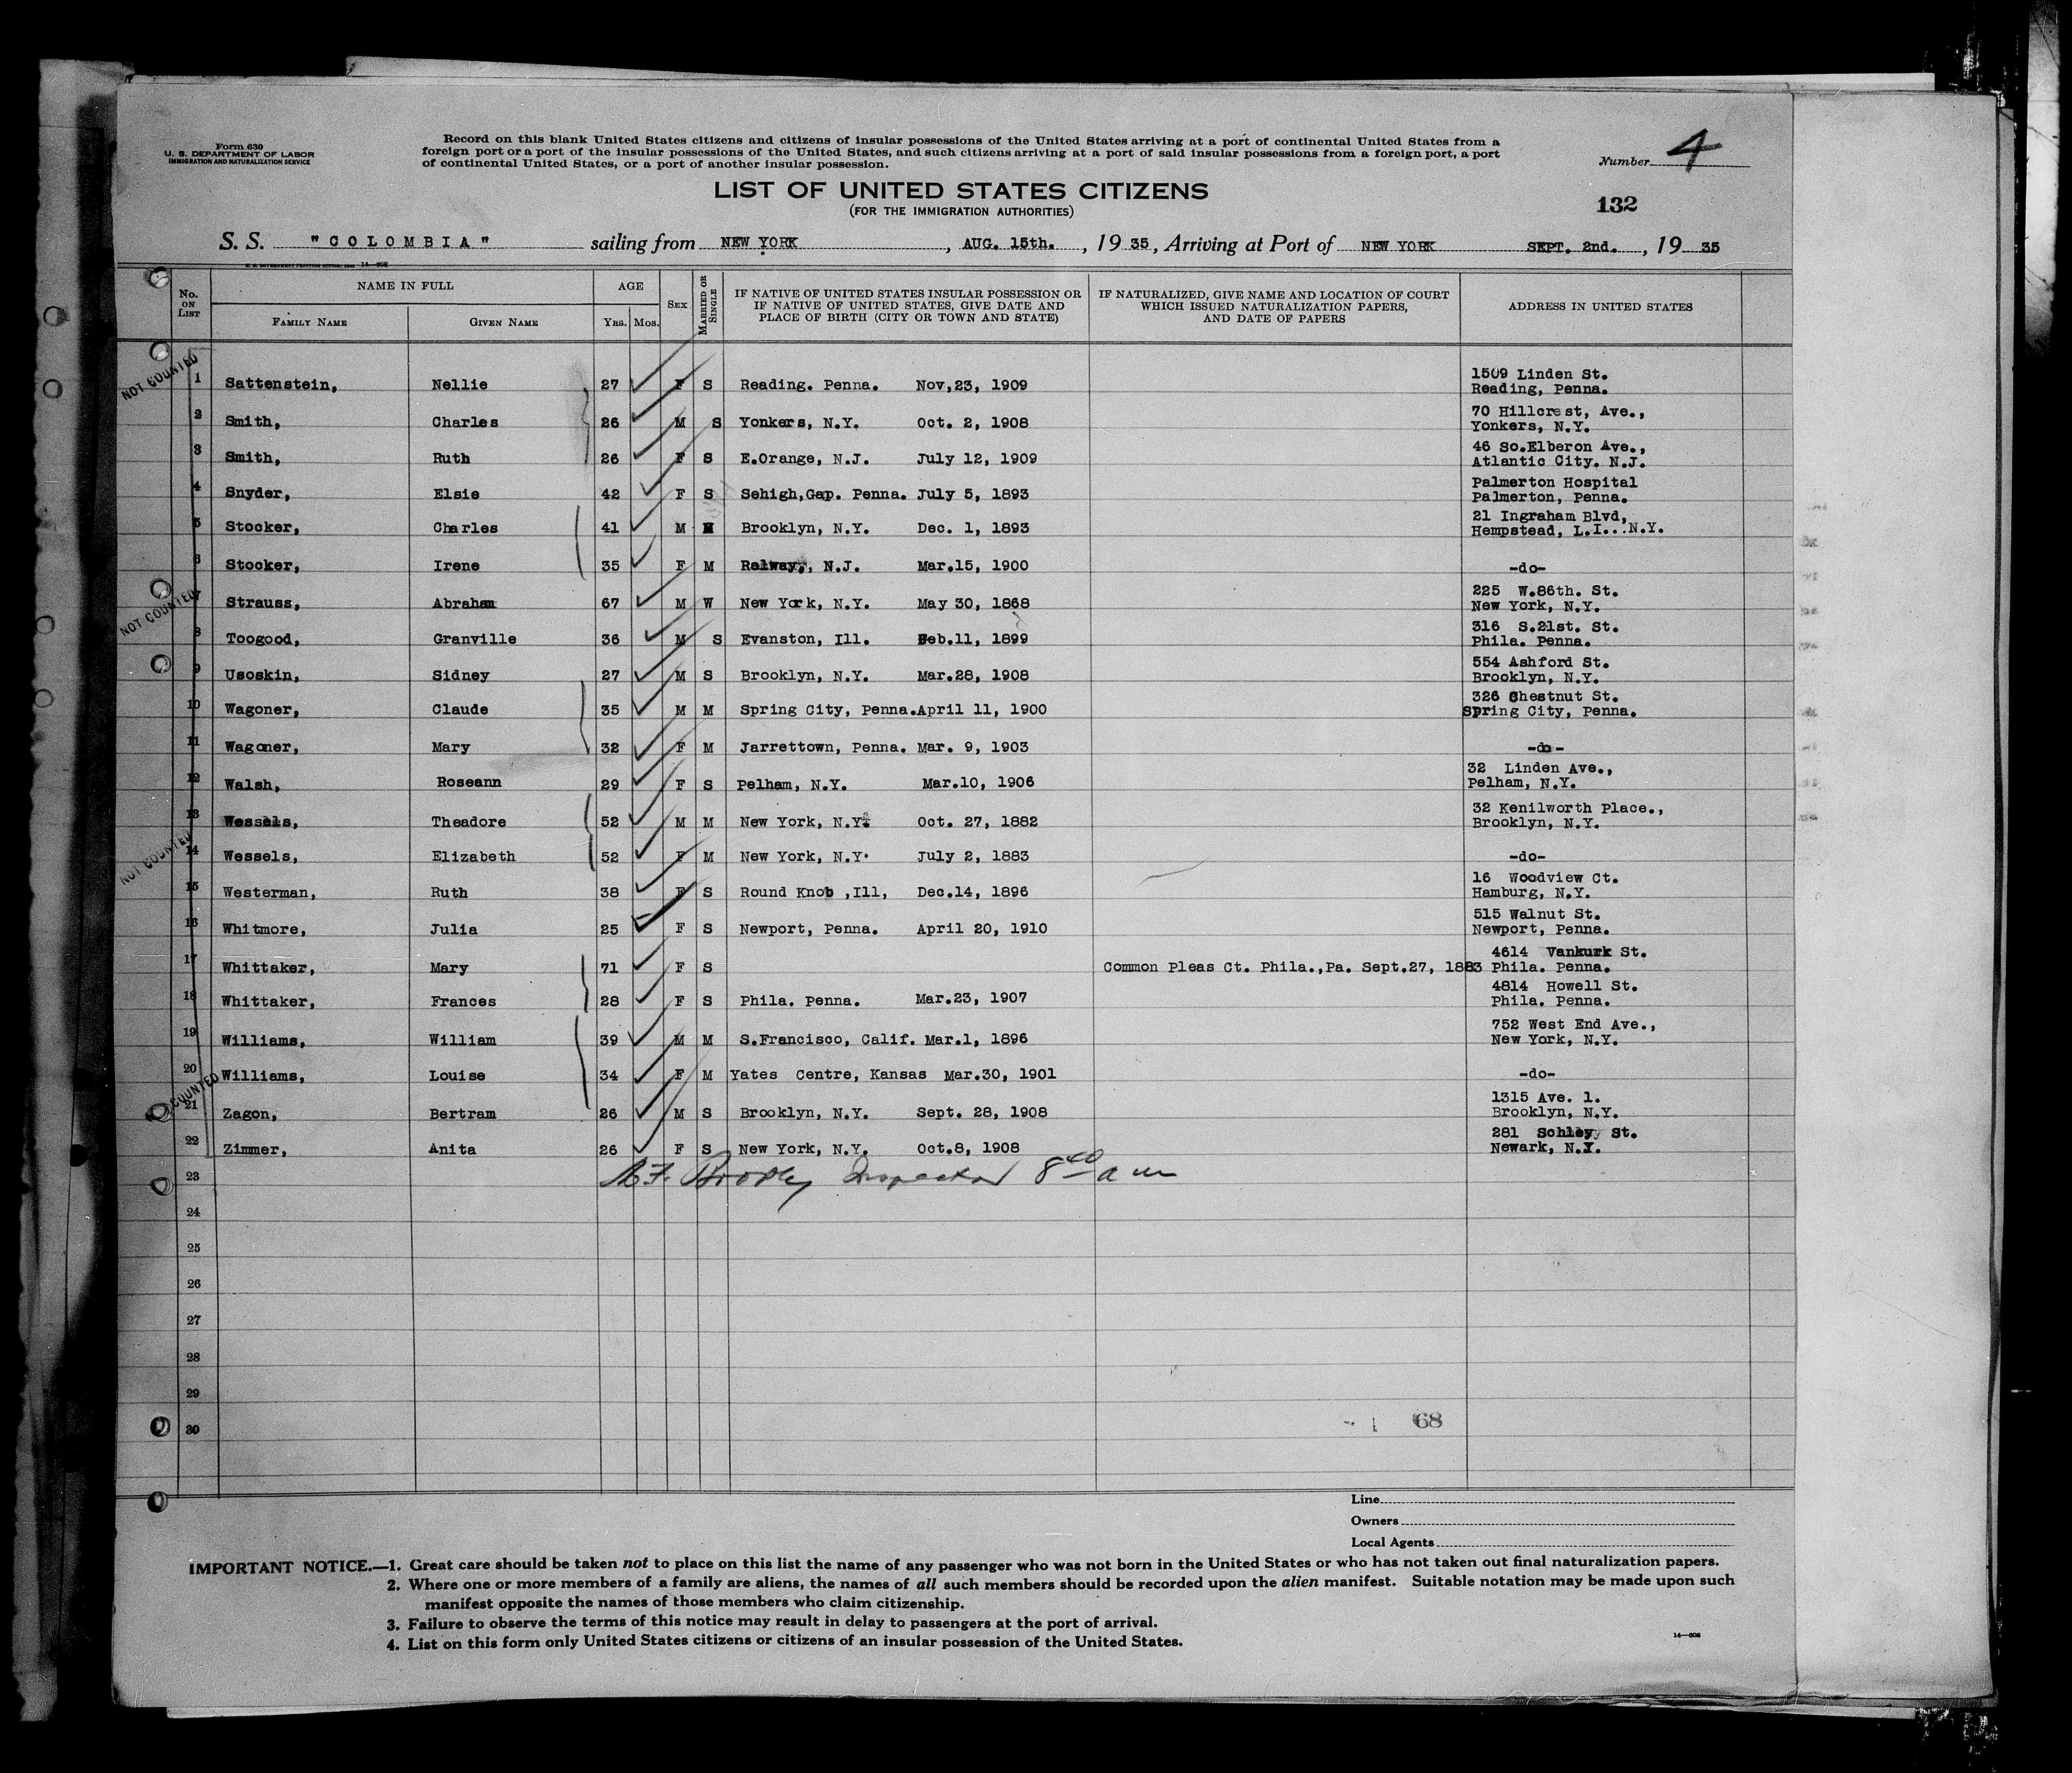 Form 630
U. S. DEPARTMENT OF LABOR
IMMIGRATION AND NATURALIZATION SERVICE
Record on this blank United States citizens and citizens of insular possessions of the United States arriving at a port of continental United States from a
foreign port or a port of the insular possessions of the United States, and such citizens arriving at a port of said insular possessions from a foreign port, a port
of continental United States, or a port of another insular possession.
Number 4
LIST OF UNITED STATES CITIZENS
(FOR THE IMMIGRATION AUTHORITIES)
132
S. S. "COLOMBIA" sailing from NEW YORK, AUG. 15th., 1935, Arriving at Port of NEW YORK SEPT. 2nd., 1935
No. ON LIST NAME IN FULL FAMILY NAME GIVEN NAME AGE YRS. MOS. SEX MARRIED OR SINGLE IF NATIVE OF UNITED STATES INSULAR POSSESSION OR IF NATIVE OF UNITED STATES, GIVE DATE AND PLACE OF BIRTH (CITY OR TOWN AND STATE) IF NATURALIZED, GIVE NAME AND LOCATION OF COURT WHICH ISSUED NATURALIZATION PAPERS, AND DATE OF PAPERS ADDRESS IN UNITED STATES
NOT COUNTED
1 Sattenstein, Nellie 27 F S Reading. Penna. Nov,23, 1909 1509 Linden St. Reading, Penna.
2 Smith, Charles 26 M S Yonkers, N.Y. Oct. 2, 1908 70 Hillcrest, Ave., Yonkers, N.Y.
3 Smith, Ruth 26 F S E.Orange, N.J. July 12, 1909 46 So.Elberon Ave., Atlantic City. N.J.
4 Snyder, Elsie 42 F S Sehigh,Gap. Penna. July 5, 1893 Palmerton Hospital Palmerton, Penna.
5 Stocker, Charles 41 M M Brooklyn, N.Y. Dec. 1, 1893 21 Ingraham Blvd, Hempstead, L.I...N.Y.
6 Stocker, Irene 35 F M Ralway, N.J. Mar.15, 1900 -do-
NOT COUNTED
7 Strauss, Abraham 67 M W New York, N.Y. May 30, 1868 225 W.86th. St. New York, N.Y.
8 Toogood, Granville 36 M S Evanston, Ill. Feb.11, 1899 316 S.21st. St. Phila. Penna.
9 Usoskin, Sidney 27 M S Brooklyn, N.Y. Mar.28, 1908 554 Ashford St. Brooklyn, N.Y.
10 Wagoner, Claude 35 M M Spring City, Penna.April 11, 1900 326 Chestnut St. Spring City, Penna.
11 Wagoner, Mary 32 F M Jarrettown, Penna. Mar. 9, 1903 -do-
12 Walsh, Roseann 29 F S Pelham, N.Y. Mar.10, 1906 32 Linden Ave., Pelham, N.Y.
13 Wessels, Theadore 52 M M New York, N.Y. Oct. 27, 1882 32 Kenilworth Place., Brooklyn, N.Y.
NOT COUNTED
14 Wessels, Elizabeth 52 F M New York, N.Y. July 2, 1883 -do-
15 Westerman, Ruth 38 F S Round Knob ,Ill, Dec.14, 1896 16 Woodview Ct. Hamburg, N.Y.
16 Whitmore, Julia 25 F S Newport, Penna. April 20, 1910 515 Walnut St. Newport, Penna.
17 Whittaker, Mary 71 F S Common Pleas Ct. Phila.,Pa. Sept.27, 1883 4614 Vankurk St. Phila. Penna.
18 Whittaker, Frances 28 F S Phila. Penna. Mar.23, 1907 4814 Howell St. Phila. Penna.
19 Williams, William 39 M M S.Francisco, Calif. Mar.1, 1896 752 West End Ave., New York, N.Y.
20 Williams, Louise 34 F M Yates Centre, Kansas Mar.30, 1901 -do-
COUNTED
21 Zagon, Bertram 26 M S Brooklyn, N.Y. Sept. 28, 1908 1315 Ave. l. Brooklyn, N.Y.
22 Zimmer, Anita 26 F S New York, N.Y. Oct.8, 1908 281 Schley St. Newark, N.J.
23 Inspector 8 40 am
24
25
26
27
28
29
30
68
Line
Owners
Local Agents
IMPORTANT NOTICE.—1. Great care should be taken not to place on this list the name of any passenger who was not born in the United States or who has not taken out final naturalization papers.
2. Where one or more members of a family are aliens, the names of all such members should be recorded upon the alien manifest. Suitable notation may be made upon such
manifest opposite the names of those members who claim citizenship.
3. Failure to observe the terms of this notice may result in delay to passengers at the port of arrival.
4. List on this form only United States citizens or citizens of an insular possession of the United States.
14—608